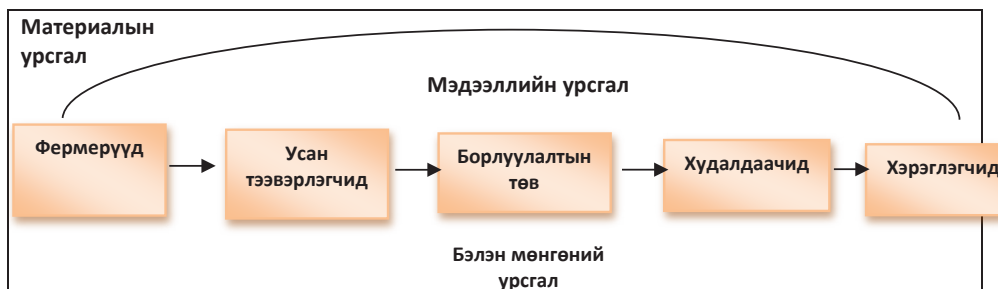 Материалын
урсгал
Мэдээллийн урсгал
Фермерүүд
Усан
тээвэрлэгчид
Борлуулалтын
төв
Худалдаачид
Хэрэглэгчид
Бэлэн мөнгөний
урсгал